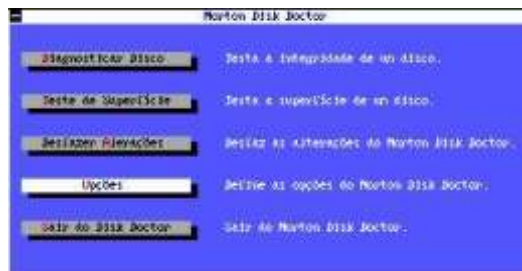 Norton Disk Doctor
Diagnosticar Disco Testa a integridade de um disco.
Teste de Superfície Testa a superfície de um disco.
Desfazer Alterações Desfaz as alterações do Norton Disk Doctor.
Opções Define as opções do Norton Disk Doctor.
Sair do Disk Doctor Sair do Norton Disk Doctor.